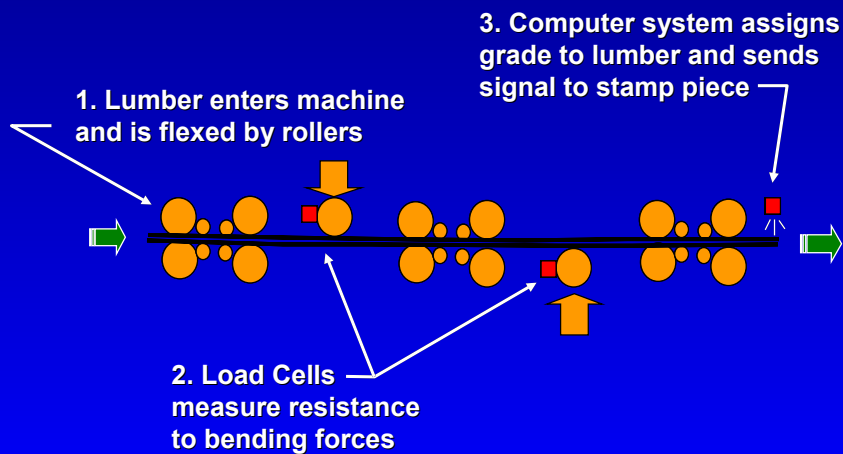 3. Computer system assigns
grade to lumber and sends
signal to stamp piece
1. Lumber enters machine
and is flexed by rollers
2. Load Cells
measure resistance
to bending forces